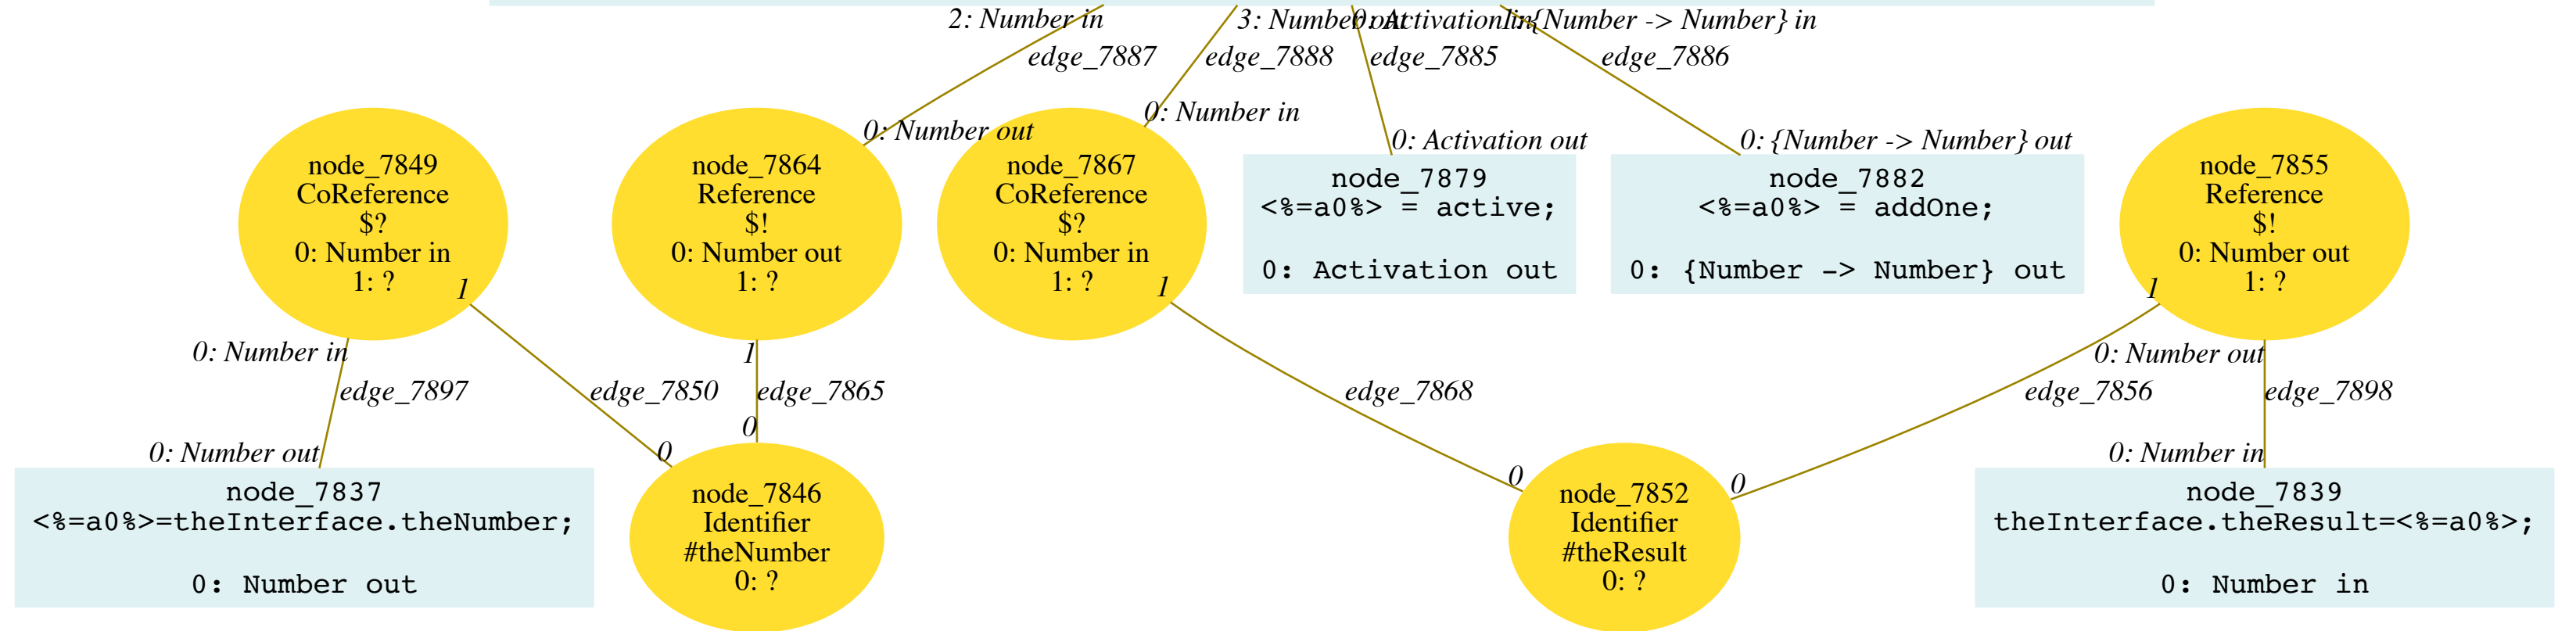 2: Number in
3: Number out
0: Activation in
1: {Number -> Number} in
edge_7887
edge_7888
edge_7885
edge_7886
0: Number out
0: Number in
0: Activation out
0: {Number -> Number} out
node_7849
CoReference
$?
0: Number in
1: ?
1
node_7864
Reference
$!
0: Number out
1: ?
node_7867
CoReference
$?
0: Number in
1: ?
1
node_7879
<%=a0%> = active;
0: Activation out
node_7882
<%=a0%> = addOne;
0: {Number -> Number} out
node_7855
Reference
$!
0: Number out
1: ?
1
0: Number in
1
0: Number out
edge_7897
edge_7850
edge_7865
edge_7868
edge_7856
edge_7898
0: Number out
0
0
0
0
0: Number in
node_7837
<%=a0%>=theInterface.theNumber;
0: Number out
node_7846
Identifier
#theNumber
0: ?
node_7852
Identifier
#theResult
0: ?
node_7839
theInterface.theResult=<%=a0%>;
0: Number in